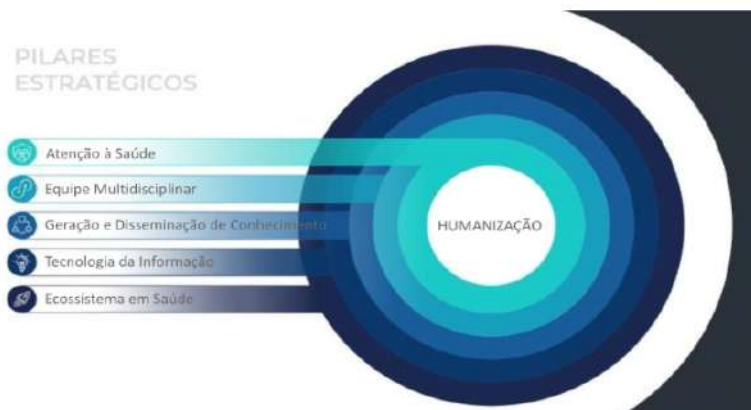 PILARES
ESTRATÉGICOS
Atenção à Saúde
Equipe Multidisciplinar
Geração e Disseminação de Conhecimento
Tecnologia da Informação
Ecossistema em Saúde
HUMANIZAÇÃO